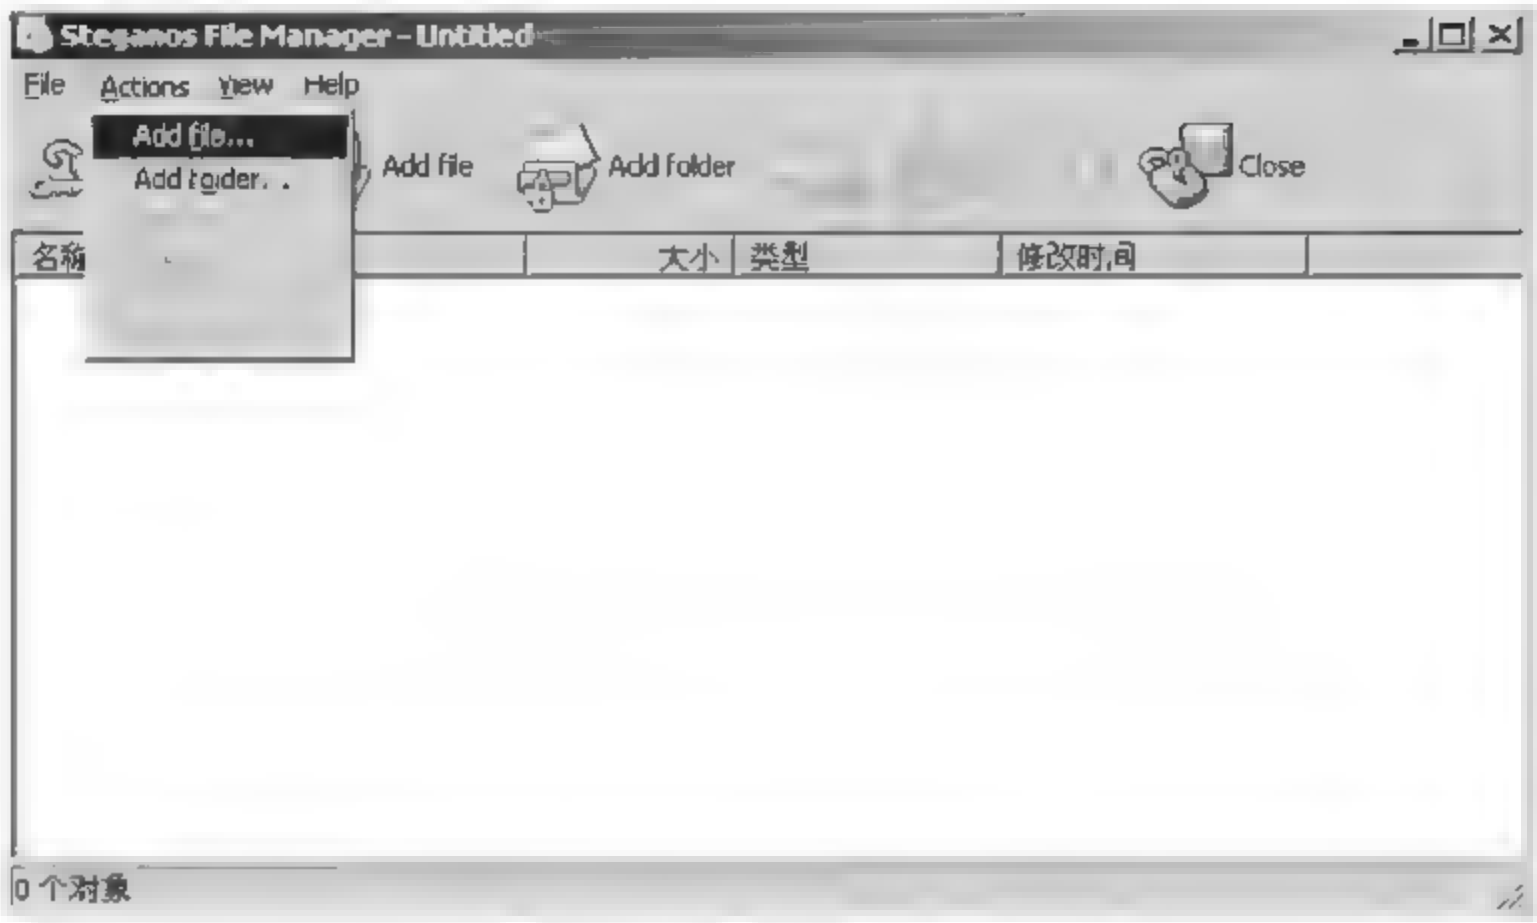 Steganos File Manager - Untitled
File Actions View Help
Add file...
Add folder...
Add file Add folder Close
名称 大小 类型 修改时间
0 个对象